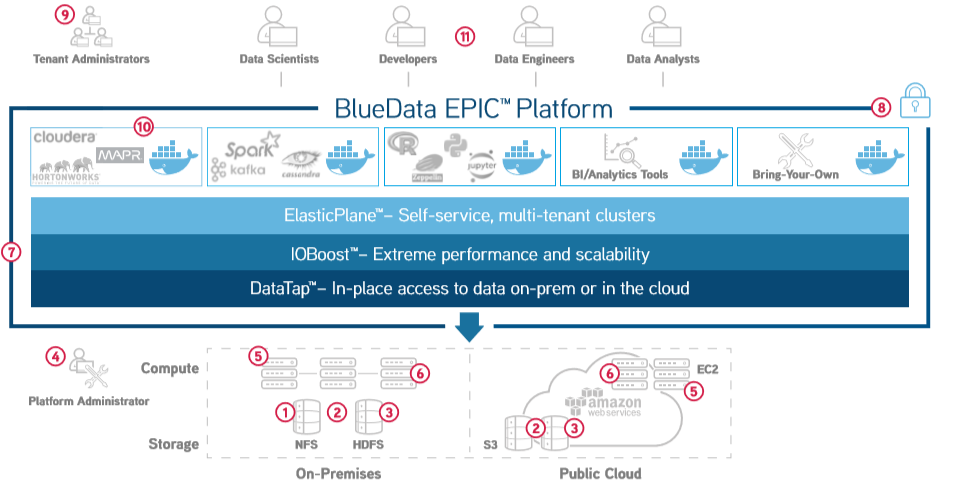 9
11
Tenant Administrators
Data Scientists
Developers
Data Engineers
Data Analysts
BlueData EPIC™ Platform
8
10
cloudera
MAPR
HORTONWORKS
Spark
kafka
cassandra
R
Zeppelin
jupyter
BI/Analytics Tools
Bring-Your-Own
ElasticPlane™– Self-service, multi-tenant clusters
7
IOBoost™– Extreme performance and scalability
DataTap™– In-place access to data on-prem or in the cloud
4
Platform Administrator
Compute
5
6
6
EC2
5
amazon
web services
1
2
3
2
3
Storage
NFS
HDFS
S3
On-Premises
Public Cloud